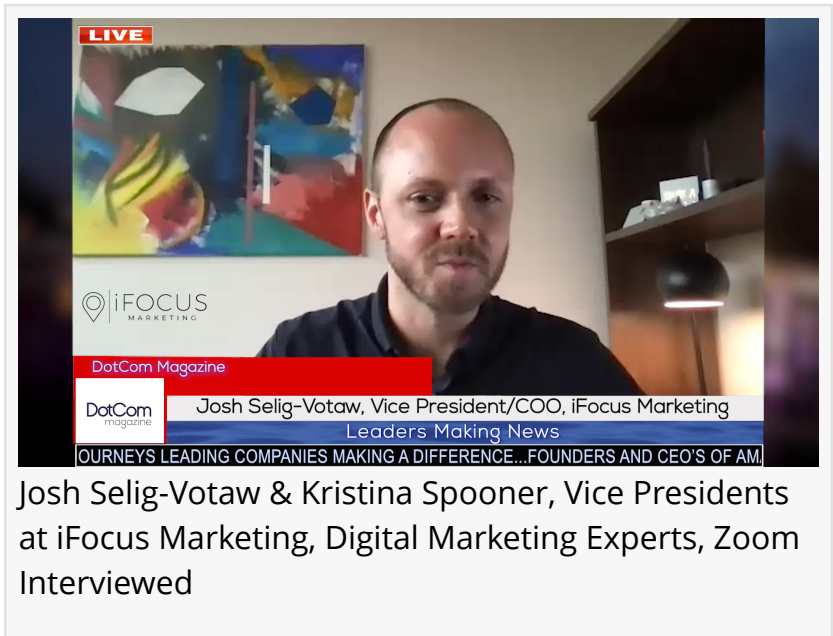 LIVE
iFOCUS
MARKETING
DotCom Magazine
DotCom
magazine
Josh Selig-Votaw, Vice President/COO, iFocus Marketing
Leaders Making News
OURNEYS LEADING COMPANIES MAKING A DIFFERENCE...FOUNDERS AND CEO'S OF AM
Josh Selig-Votaw & Kristina Spooner, Vice Presidents
at iFocus Marketing, Digital Marketing Experts, Zoom
Interviewed